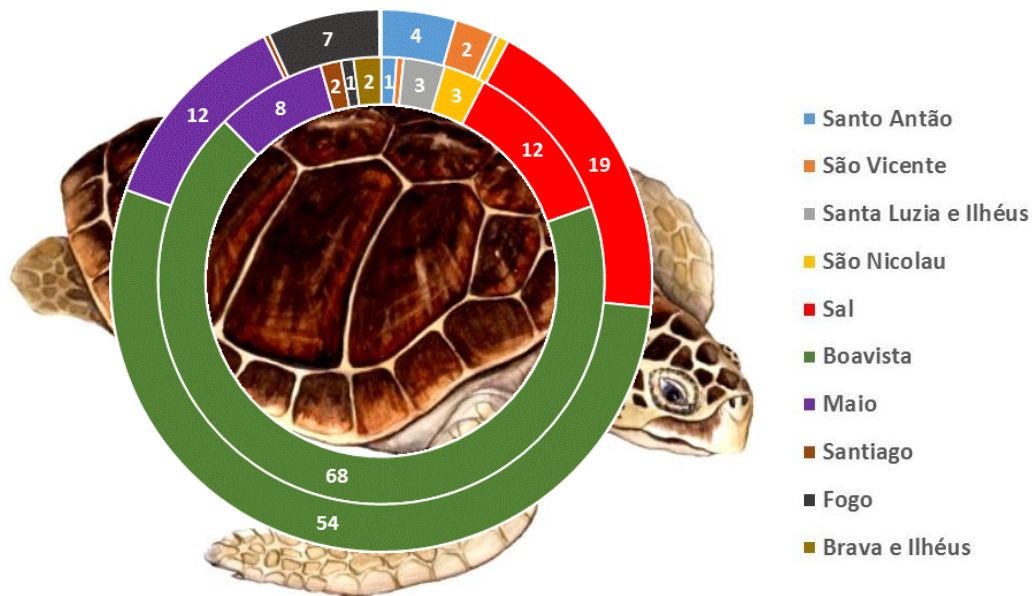 7
4
2
2
1
2
1
3
3
8
12
12
19
68
54
Santo Antão
São Vicente
Santa Luzia e Ilhéus
São Nicolau
Sal
Boavista
Maio
Santiago
Fogo
Brava e Ilhéus